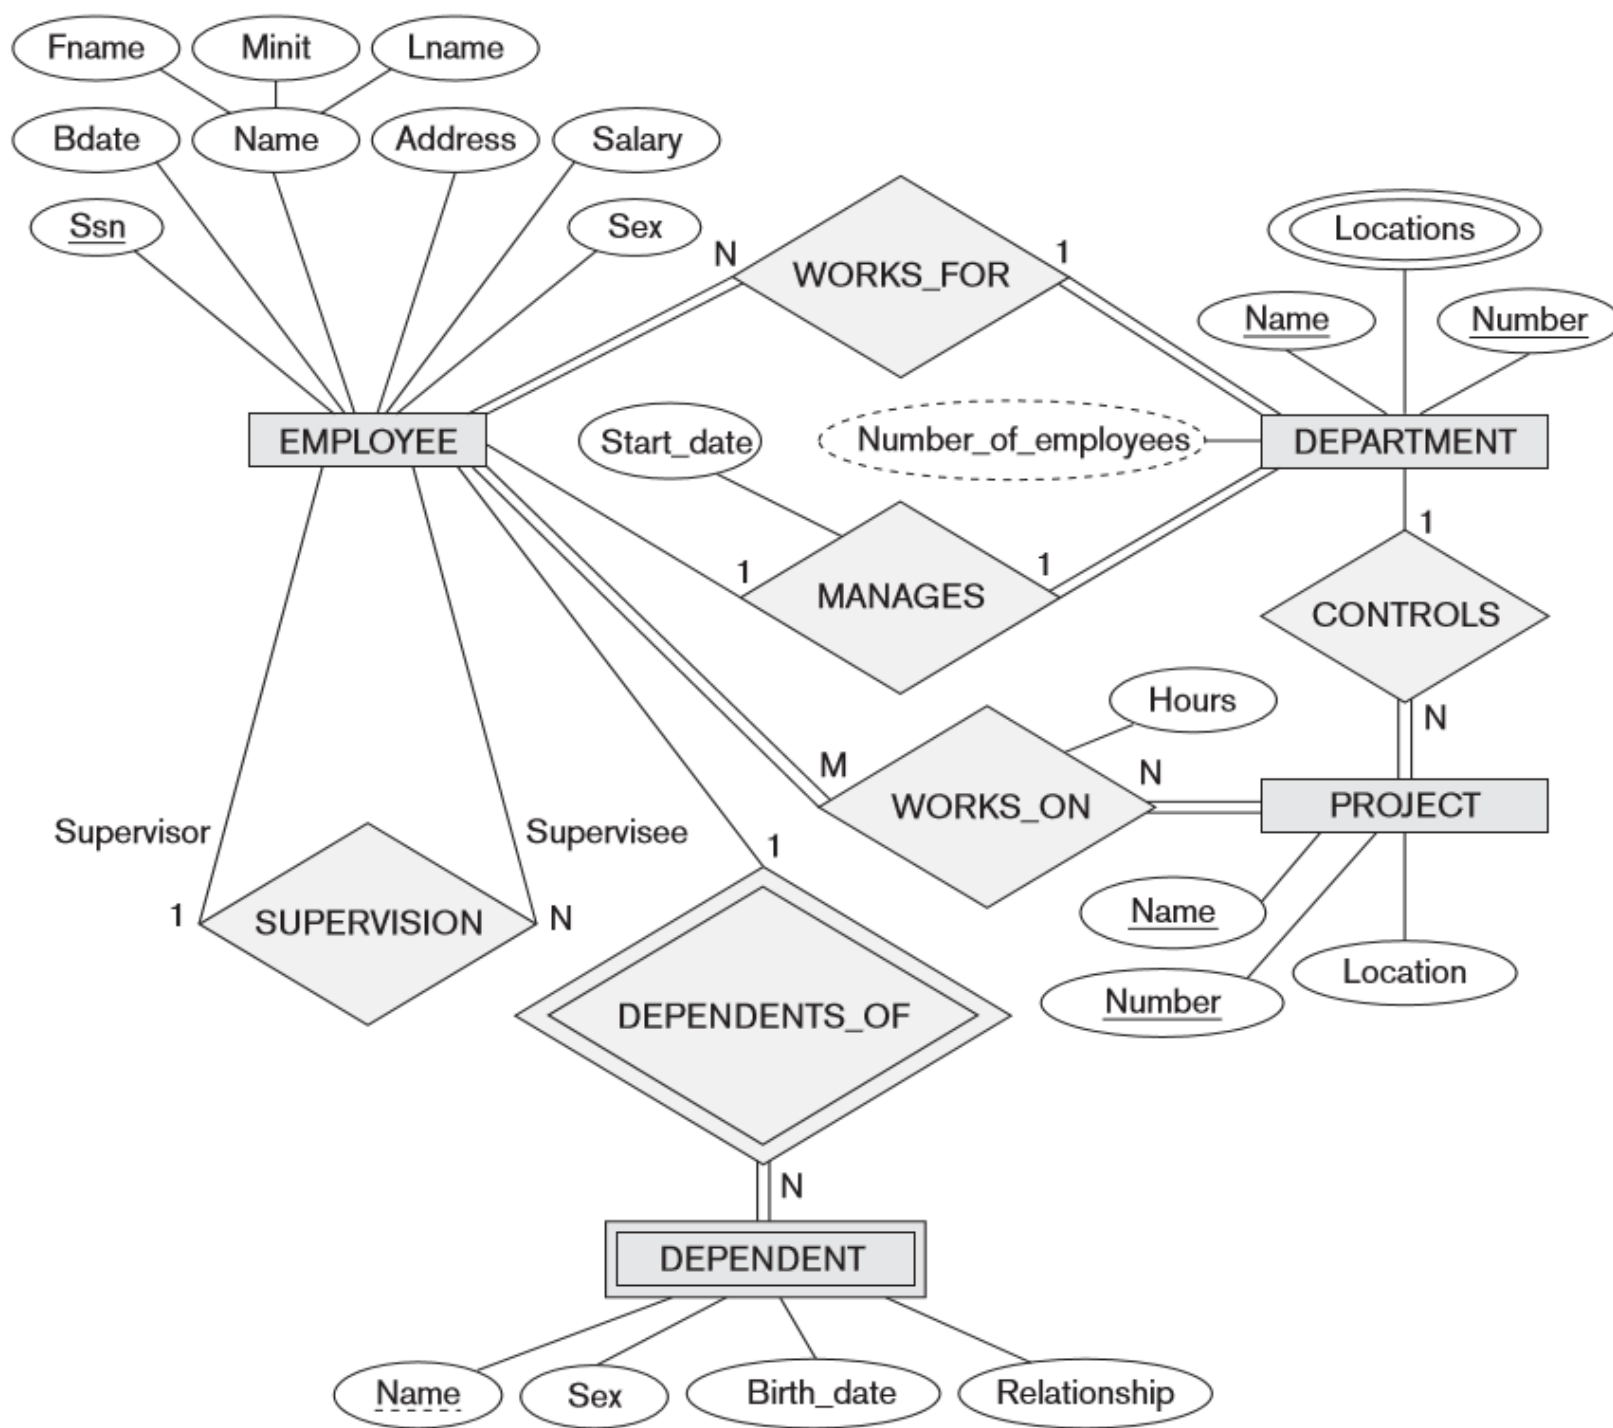 Fname Minit Lname
Bdate Name Address Salary
Ssn Sex
N WORKS_FOR 1
Locations
Name Number
EMPLOYEE Start_date Number_of_employees DEPARTMENT
1 MANAGES 1
1
CONTROLS
N
Hours
M WORKS_ON N PROJECT
Supervisor Supervisee
1 SUPERVISION N
1
Name
Number Location
DEPENDENTS_OF
N
DEPENDENT
Name Sex Birth_date Relationship